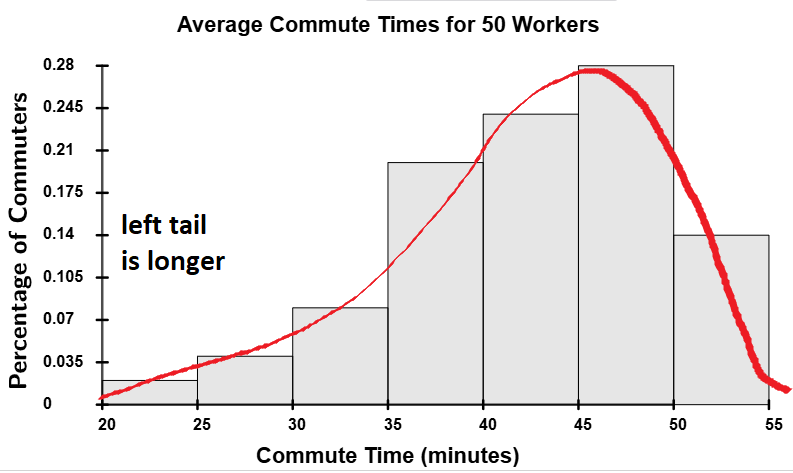 Average Commute Times for 50 Workers
Percentage of Commuters
0.28
0.245
0.21
0.175
0.14
0.105
0.07
0.035
0
left tail
is longer
20 25 30 35 40 45 50 55
Commute Time (minutes)